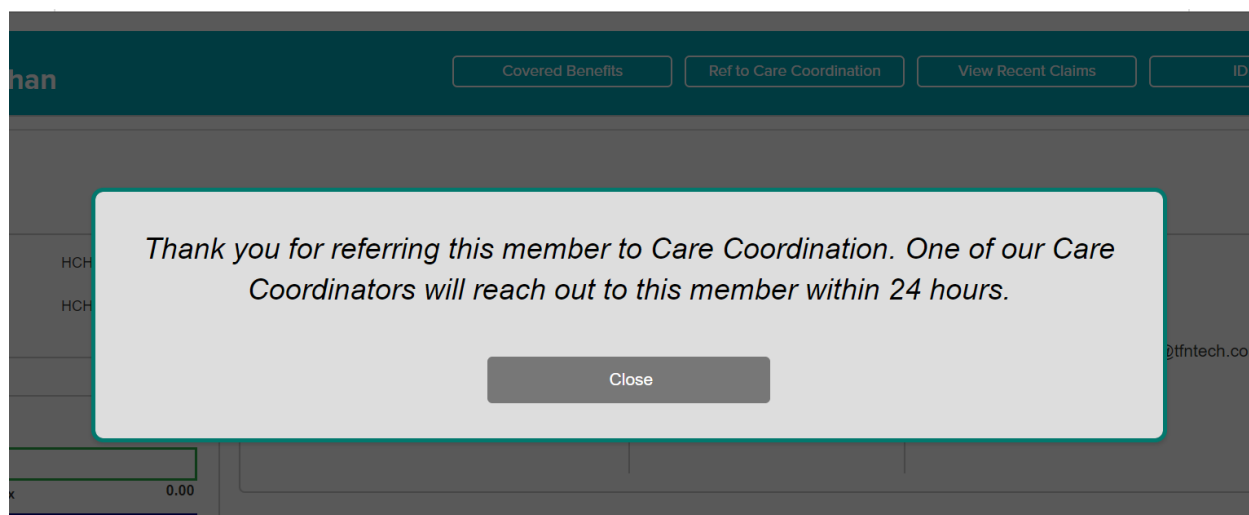 han
Covered Benefits
Ref to Care Coordination
View Recent Claims
ID
Thank you for referring this member to Care Coordination. One of our Care
Coordinators will reach out to this member within 24 hours.
HCH
HCH
@tfntech.co
Close
x
0.00